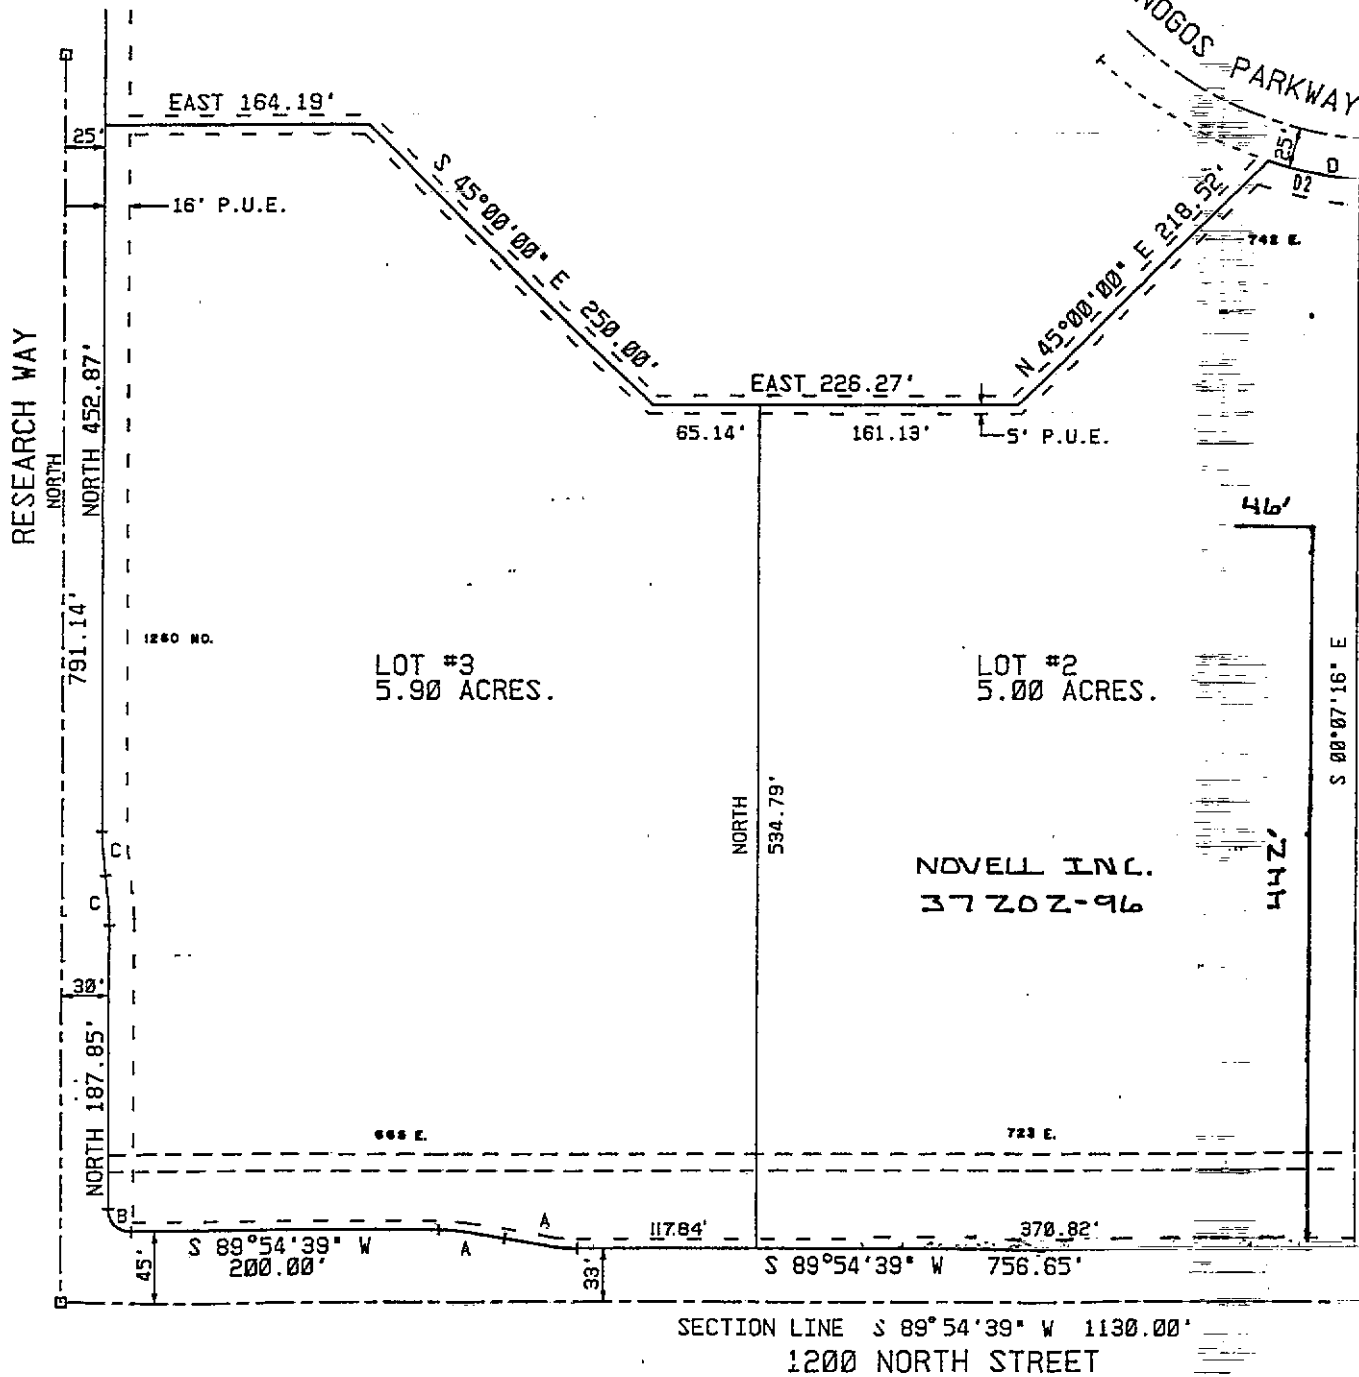 NOGOS PARKWAY
EAST 164.19'
25'
25'
D
D2
S 45°00'00" E 250.00'
N 45°00'00" E 218.52'
16' P.U.E.
742 E.
RESEARCH WAY
NORTH
791.14'
NORTH 452.87'
EAST 226.27'
65.14'
161.13'
5' P.U.E.
46'
1260 NO.
LOT #3
5.90 ACRES.
LOT #2
5.00 ACRES.
S 00°07'16" E
NORTH
534.79'
C
C
NOVELL INC.
37202-96
442'
30'
NORTH 187.85'
665 E.
723 E.
B
A
A
117.84'
370.82'
S 89°54'39" W
200.00'
45'
33'
S 89°54'39" W 756.65'
SECTION LINE S 89°54'39" W 1130.00'
1200 NORTH STREET